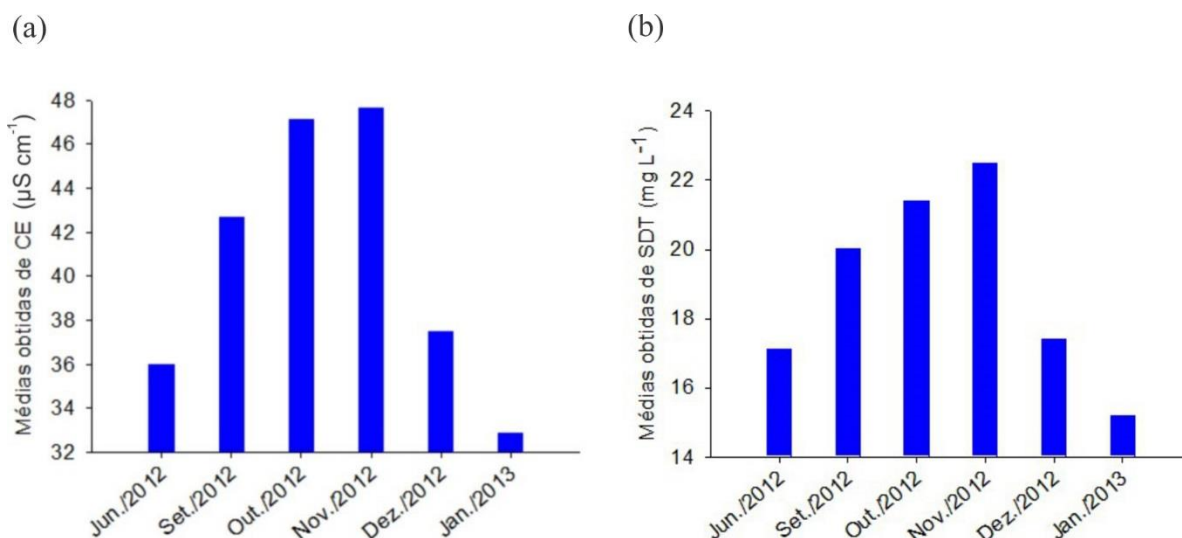 (a)
Médias obtidas de CE (µS cm⁻¹)
48
46
44
42
40
38
36
34
32
Jun./2012
Set./2012
Out./2012
Nov./2012
Dez./2012
Jan./2013
(b)
Médias obtidas de SDT (mg L⁻¹)
24
22
20
18
16
14
Jun./2012
Set./2012
Out./2012
Nov./2012
Dez./2012
Jan./2013